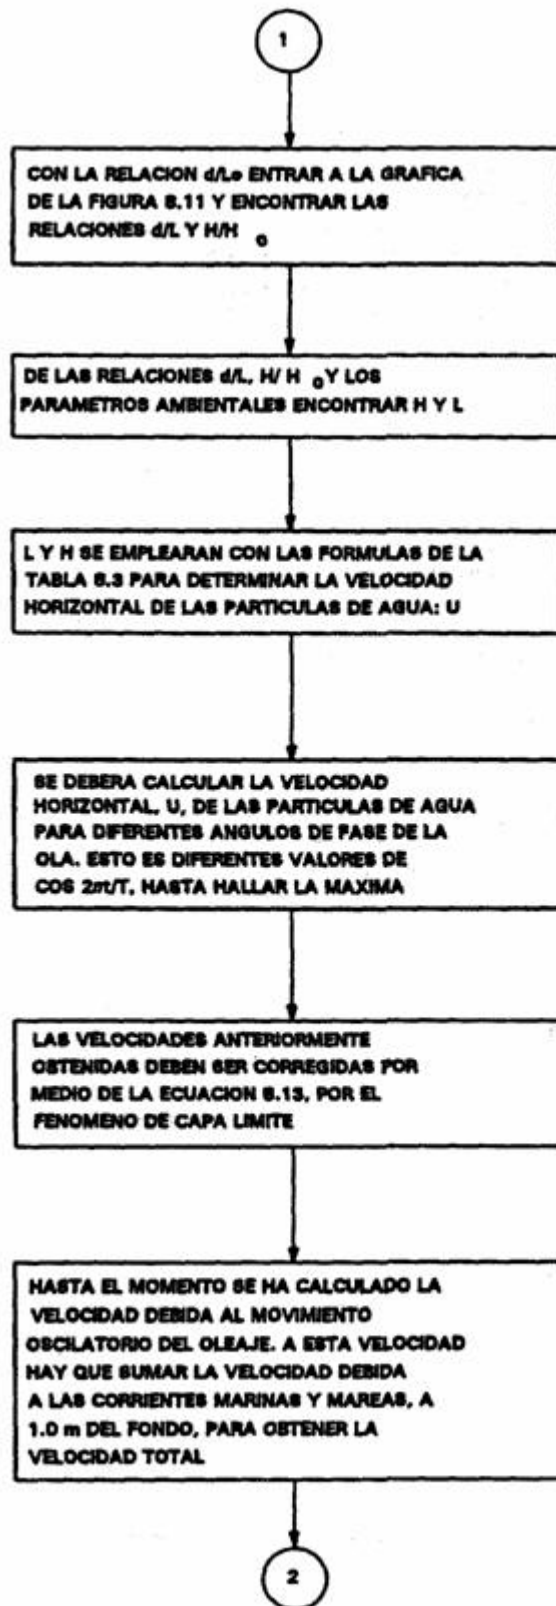 1
CON LA RELACION d/Lo ENTRAR A LA GRAFICA
DE LA FIGURA 6.11 Y ENCONTRAR LAS
RELACIONES d/L Y H/H o
DE LAS RELACIONES d/L, H/ H o Y LOS
PARAMETROS AMBIENTALES ENCONTRAR H Y L
L Y H SE EMPLEARAN CON LAS FORMULAS DE LA
TABLA 6.3 PARA DETERMINAR LA VELOCIDAD
HORIZONTAL DE LAS PARTICULAS DE AGUA: U
SE DEBERA CALCULAR LA VELOCIDAD
HORIZONTAL, U, DE LAS PARTICULAS DE AGUA
PARA DIFERENTES ANGULOS DE FASE DE LA
OLA. ESTO ES DIFERENTES VALORES DE
COS 2πt/T, HASTA HALLAR LA MAXIMA
LAS VELOCIDADES ANTERIORMENTE
OBTENIDAS DEBEN SER CORREGIDAS POR
MEDIO DE LA ECUACION 6.13, POR EL
FENOMENO DE CAPA LIMITE
HASTA EL MOMENTO SE HA CALCULADO LA
VELOCIDAD DEBIDA AL MOVIMIENTO
OSCILATORIO DEL OLEAJE. A ESTA VELOCIDAD
HAY QUE SUMAR LA VELOCIDAD DEBIDA
A LAS CORRIENTES MARINAS Y MAREAS, A
1.0 m DEL FONDO, PARA OBTENER LA
VELOCIDAD TOTAL
2